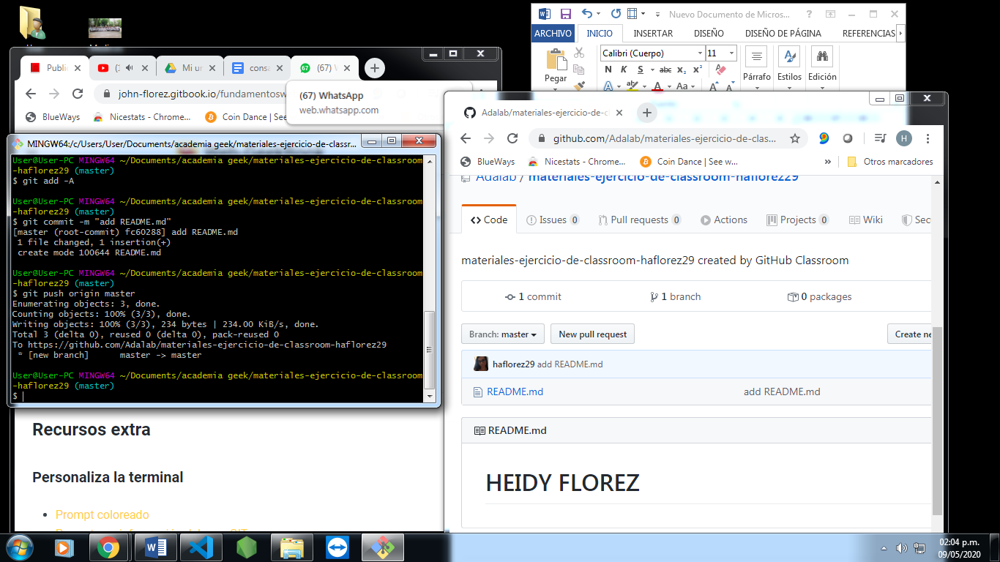 Nuevo Documento de Micros...
ARCHIVO INICIO INSERTAR DISEÑO DISEÑO DE PÁGINA REFERENCIAS
Calibri (Cuerpo) 11
N K S abc x₂ x²
Pegar
Párrafo Estilos Edición
Public
Mi un
consa
(67) W
john-florez.gitbook.io/fundamentosw
(67) WhatsApp
web.whatsapp.com
BlueWays Nicestats - Chrome... Coin Dance | See
MINGW64:/c/Users/User/Documents/academia geek/materiales-ejercicio-de-classr...
User@User-PC MINGW64 ~/Documents/academia geek/materiales-ejercicio-de-classroom
-haflorez29 (master)
$ git add -A
User@User-PC MINGW64 ~/Documents/academia geek/materiales-ejercicio-de-classroom
-haflorez29 (master)
$ git commit -m "add README.md"
[master (root-commit) fc60288] add README.md
1 file changed, 1 insertion(+)
create mode 100644 README.md
User@User-PC MINGW64 ~/Documents/academia geek/materiales-ejercicio-de-classroom
-haflorez29 (master)
$ git push origin master
Enumerating objects: 3, done.
Counting objects: 100% (3/3), done.
Writing objects: 100% (3/3), 234 bytes | 234.00 KiB/s, done.
Total 3 (delta 0), reused 0 (delta 0), pack-reused 0
To https://github.com/Adalab/materiales-ejercicio-de-classroom-haflorez29
* [new branch] master -> master
User@User-PC MINGW64 ~/Documents/academia geek/materiales-ejercicio-de-classroom
-haflorez29 (master)
$
Recursos extra
Personaliza la terminal
• Prompt coloreado
Adalab/materiales-ejercicio-de-cl
github.com/Adalab/materiales-ejercicio-de-clas...
H
BlueWays Nicestats - Chrome... Coin Dance | See w... » Otros marcadores
Adalab / materiales-ejercicio-de-classroom-haflorez29
Code Issues 0 Pull requests 0 Actions Projects 0 Wiki Sec
materiales-ejercicio-de-classroom-haflorez29 created by GitHub Classroom
1 commit 1 branch 0 packages
Branch: master New pull request Create ne
haflorez29 add README.md
README.md add README.md
README.md
HEIDY FLOREZ
02:04 p.m.
09/05/2020